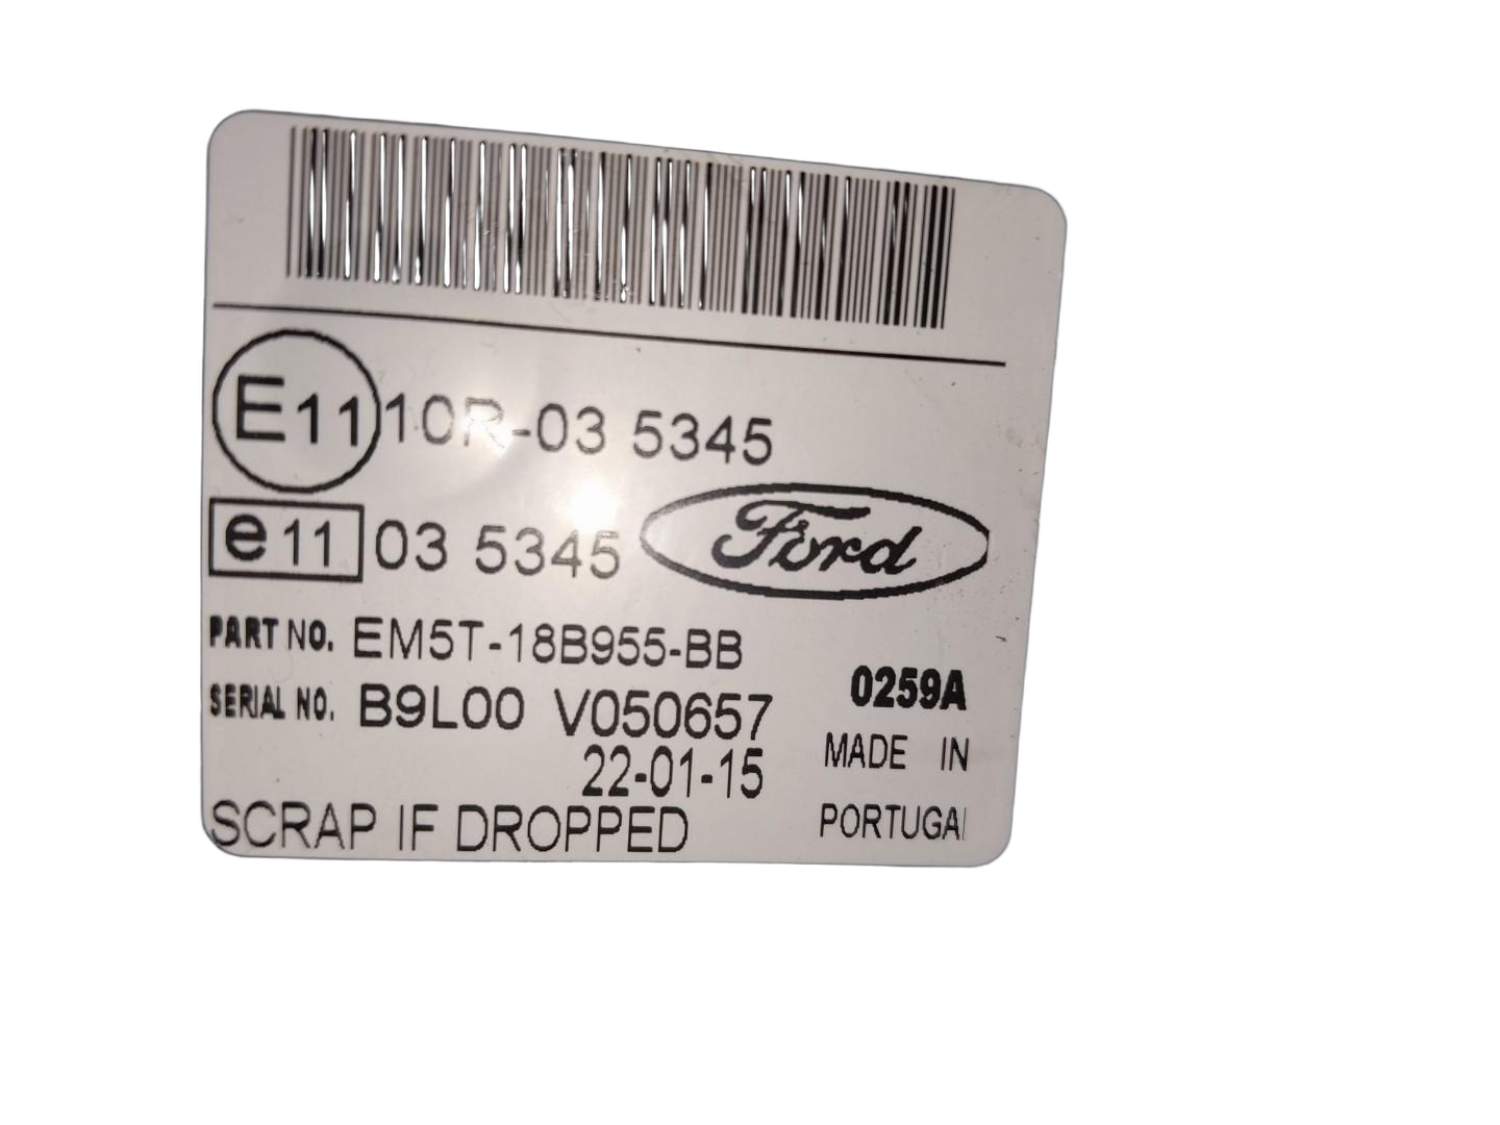 E11 10R-03 5345
e11 03 5345 Ford
PART NO. EM5T-18B955-BB
0259A
SERIAL NO. B9L00 V050657
MADE IN
22-01-15
PORTUGAL
SCRAP IF DROPPED